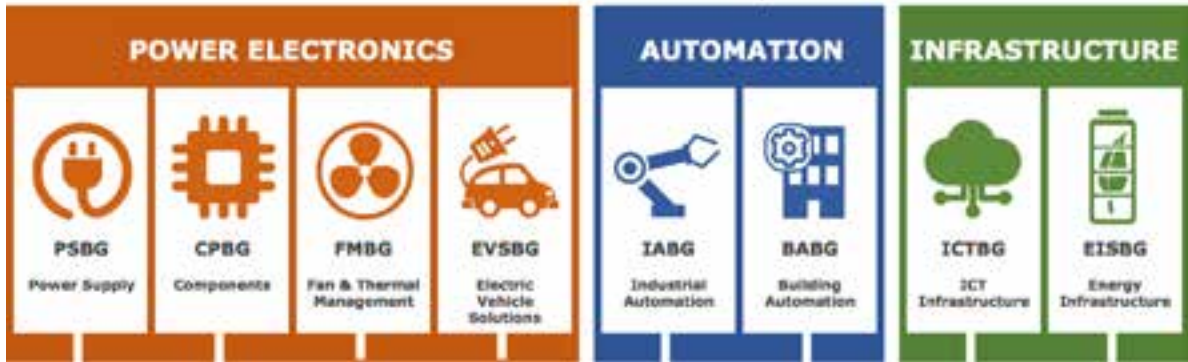 POWER ELECTRONICS
PSBG
Power Supply
CPBG
Components
FMBG
Fan & Thermal
Management
EVSBG
Electric
Vehicle
Solutions
AUTOMATION
IABG
Industrial
Automation
BABG
Building
Automation
INFRASTRUCTURE
ICTBG
ICT
Infrastructure
EISBG
Energy
Infrastructure